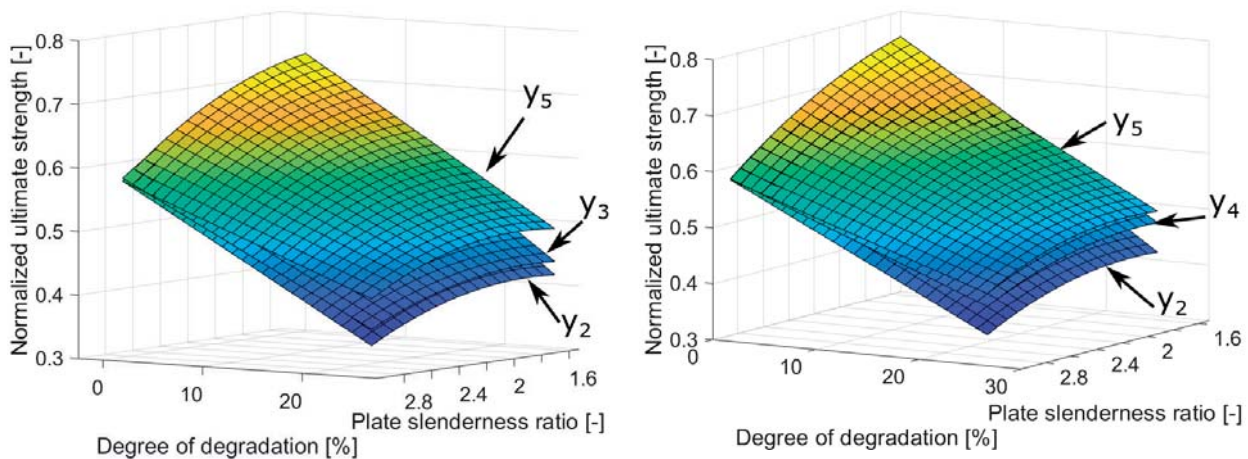 Normalized ultimate strength [-]
0.8
0.7
0.6
0.5
0.4
0.3
0
10
20
2.8
2.4
2
1.6
Plate slenderness ratio [-]
Degree of degradation [%]
y5
y3
y2
Normalized ultimate strength [-]
0.8
0.7
0.6
0.5
0.4
0.3
0
10
20
30
2.8
2.4
2
1.6
Plate slenderness ratio [-]
Degree of degradation [%]
y5
y4
y2